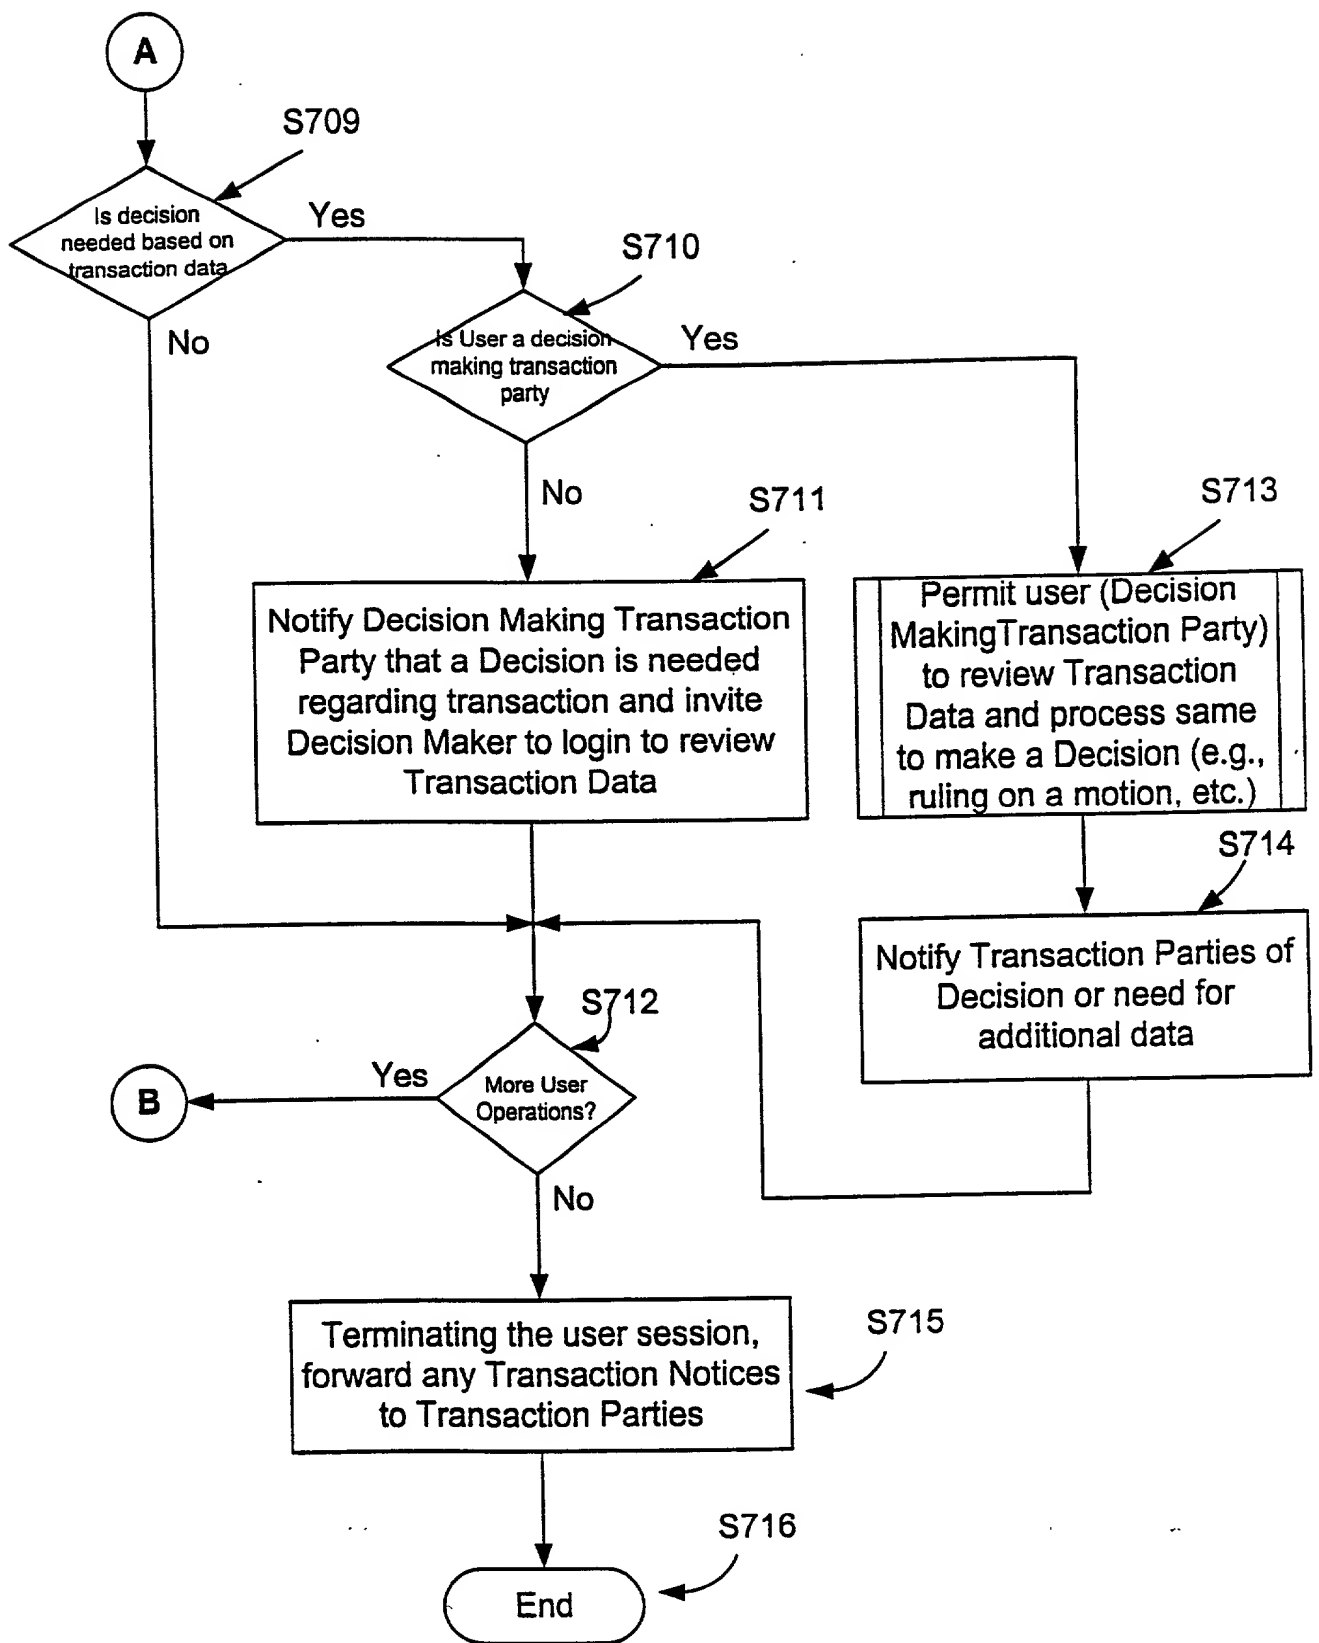 A
S709
Is decision
needed based on
transaction data
Yes
No
S710
Is User a decision
making transaction
party
Yes
No
S711
Notify Decision Making Transaction
Party that a Decision is needed
regarding transaction and invite
Decision Maker to login to review
Transaction Data
S713
Permit user (Decision
MakingTransaction Party)
to review Transaction
Data and process same
to make a Decision (e.g.,
ruling on a motion, etc.)
S714
Notify Transaction Parties of
Decision or need for
additional data
S712
More User
Operations?
Yes
B
No
Terminating the user session,
forward any Transaction Notices
to Transaction Parties
S715
S716
End